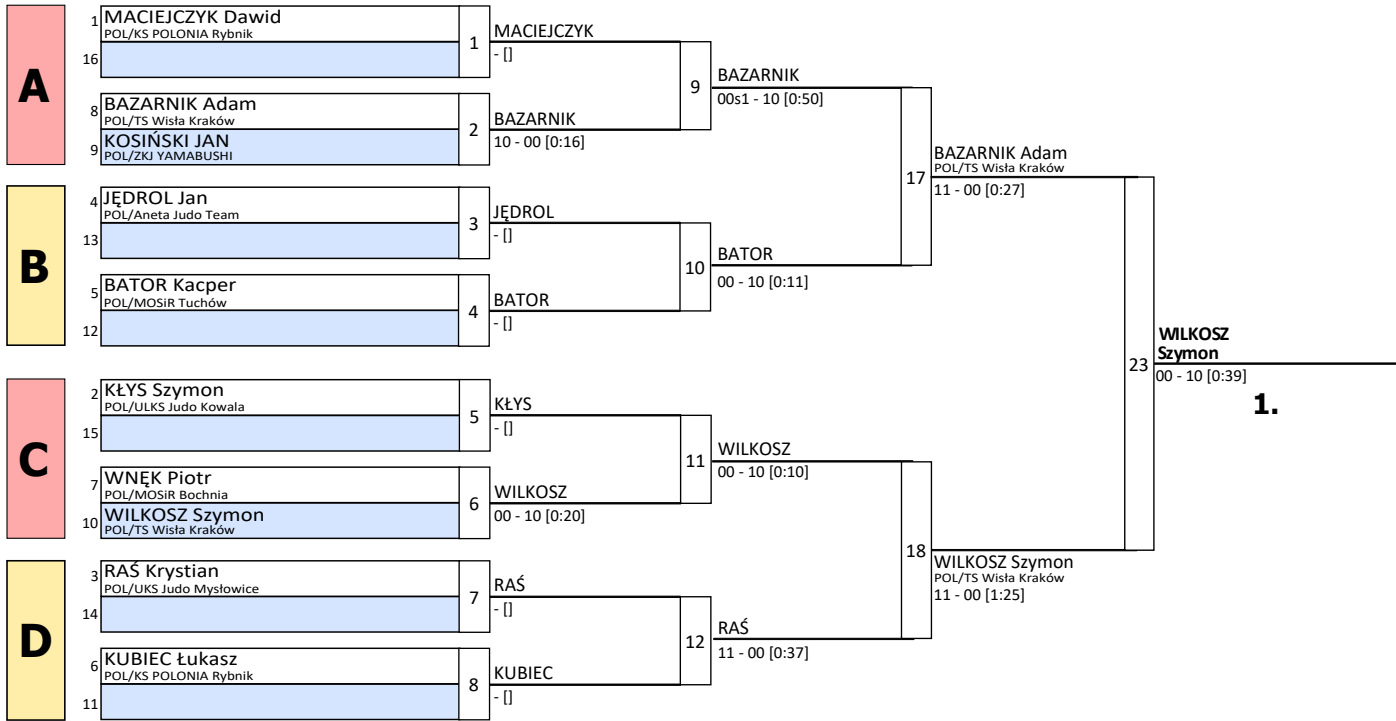 A
1 MACIEJCZYK Dawid
POL/KS POLONIA Rybnik
16
1
MACIEJCZYK
- []
8 BAZARNIK Adam
POL/TS Wisła Kraków
9 KOSIŃSKI JAN
POL/ZKJ YAMABUSHI
2
BAZARNIK
10 - 00 [0:16]
9
BAZARNIK
00s1 - 10 [0:50]
B
4 JĘDROL Jan
POL/Aneta Judo Team
13
3
JĘDROL
- []
5 BATOR Kacper
POL/MOSiR Tuchów
12
4
BATOR
- []
10
BATOR
00 - 10 [0:11]
17
BAZARNIK Adam
POL/TS Wisła Kraków
11 - 00 [0:27]
C
2 KŁYS Szymon
POL/ULKS Judo Kowala
15
5
KŁYS
- []
7 WNĘK Piotr
POL/MOSiR Bochnia
10 WILKOSZ Szymon
POL/TS Wisła Kraków
6
WILKOSZ
00 - 10 [0:20]
11
WILKOSZ
00 - 10 [0:10]
D
3 RAŚ Krystian
POL/UKS Judo Mysłowice
14
7
RAŚ
- []
6 KUBIEC Łukasz
POL/KS POLONIA Rybnik
11
8
KUBIEC
- []
12
RAŚ
11 - 00 [0:37]
18
WILKOSZ Szymon
POL/TS Wisła Kraków
11 - 00 [1:25]
23
WILKOSZ
Szymon
00 - 10 [0:39]
1.